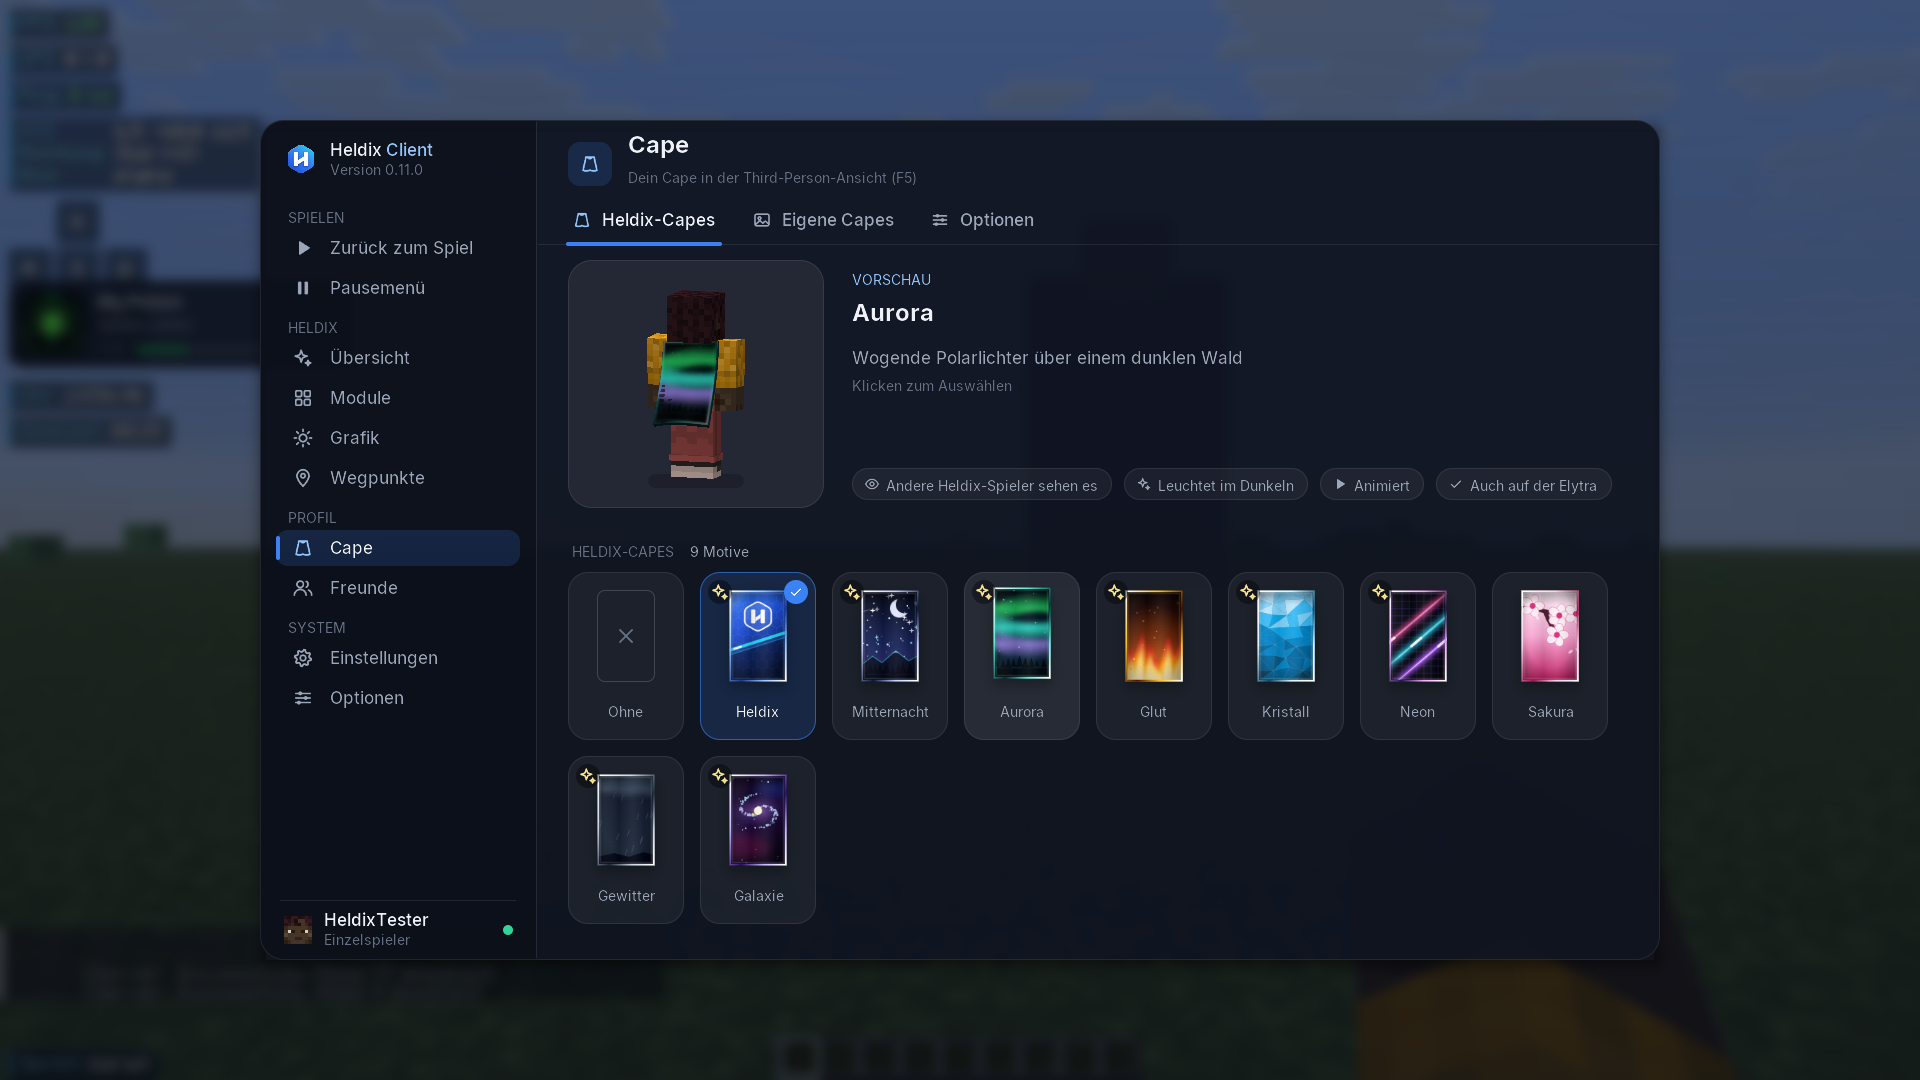 Heldix Client
Version 0.11.0
SPIELEN
Zurück zum Spiel
Pausemenü
HELDIX
Übersicht
Module
Grafik
Wegpunkte
PROFIL
Cape
Freunde
SYSTEM
Einstellungen
Optionen
HeldixTester
Einzelspieler
Cape
Dein Cape in der Third-Person-Ansicht (F5)
Heldix-Capes
Eigene Capes
Optionen
VORSCHAU
Aurora
Wogende Polarlichter über einem dunklen Wald
Klicken zum Auswählen
Andere Heldix-Spieler sehen es
Leuchtet im Dunkeln
Animiert
Auch auf der Elytra
HELDIX-CAPES 9 Motive
Ohne
Heldix
Mitternacht
Aurora
Glut
Kristall
Neon
Sakura
Gewitter
Galaxie